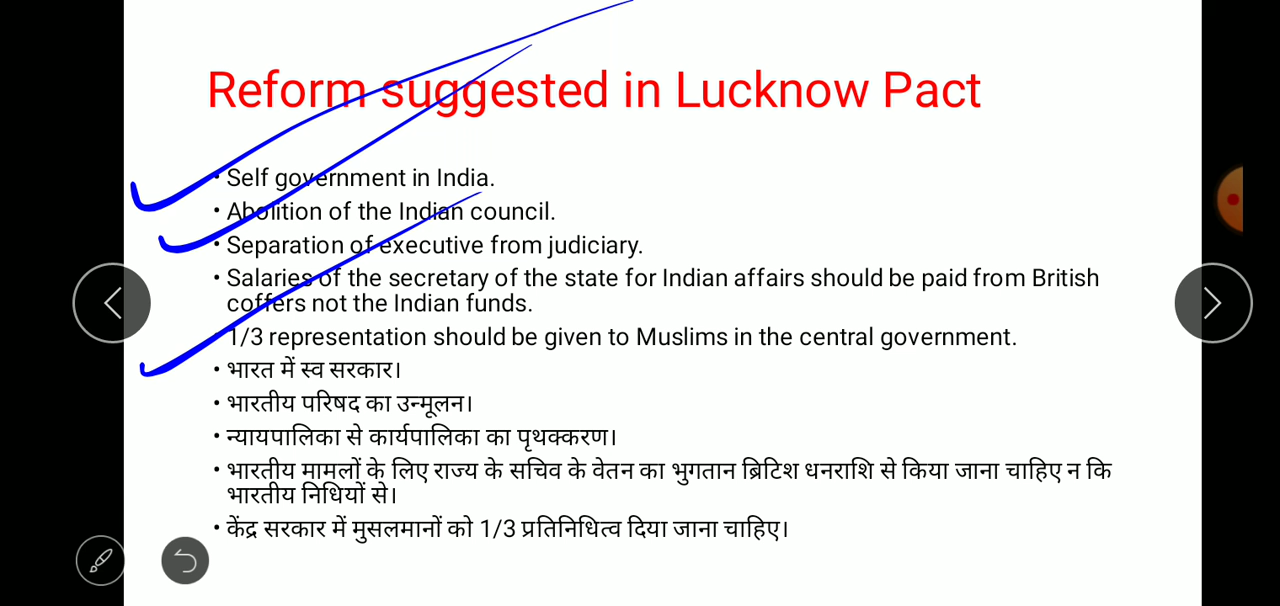 Reform suggested in Lucknow Pact
• Self government in India.
• Abolition of the Indian council.
• Separation of executive from judiciary.
• Salaries of the secretary of the state for Indian affairs should be paid from British
coffers not the Indian funds.
• 1/3 representation should be given to Muslims in the central government.
• भारत में स्व सरकार।
• भारतीय परिषद का उन्मूलन।
• न्यायपालिका से कार्यपालिका का पृथक्करण।
• भारतीय मामलों के लिए राज्य के सचिव के वेतन का भुगतान ब्रिटिश धनराशि से किया जाना चाहिए न कि
भारतीय निधियों से।
• केंद्र सरकार में मुसलमानों को 1/3 प्रतिनिधित्व दिया जाना चाहिए।